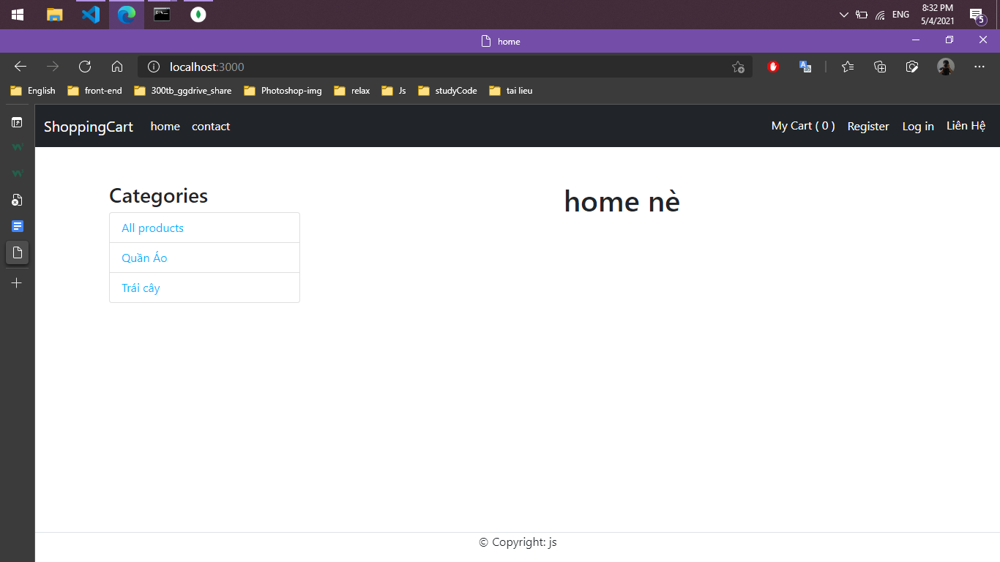 ENG
8:32 PM
5/4/2021
5
home
localhost:3000
English front-end 300tb_ggdrive_share Photoshop-img relax Js studyCode tai lieu
ShoppingCart home contact My Cart ( 0 ) Register Log in Liên Hệ
Categories
home nè
All products
Quần Áo
Trái cây
© Copyright: js